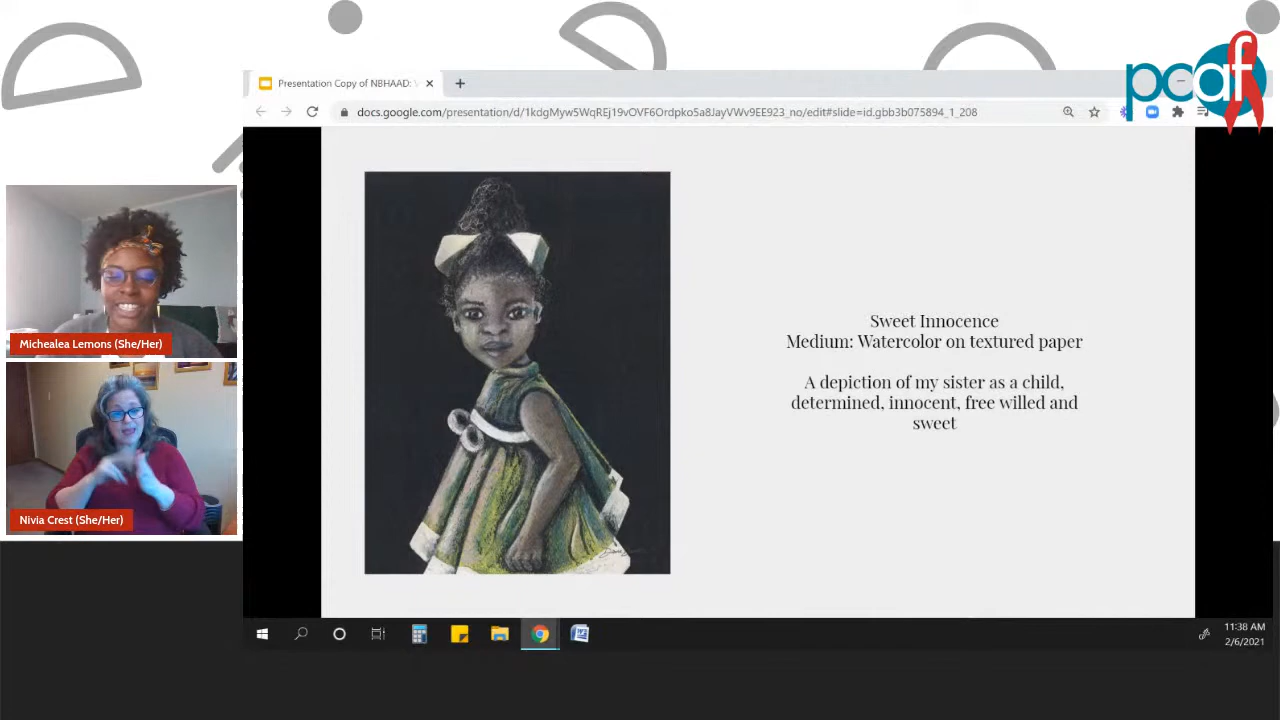 pcaf
Presentation Copy of NBHAAD: V
docs.google.com/presentation/d/1kdgMyw5WqREj19vOVF6Ordpko5a8JayVWv9EE923_no/edit#slide=id.gbb3b075894_1_208
Michealea Lemons (She/Her)
Nivia Crest (She/Her)
Sweet Innocence
Medium: Watercolor on textured paper
A depiction of my sister as a child,
determined, innocent, free willed and
sweet
11:38 AM
2/6/2021